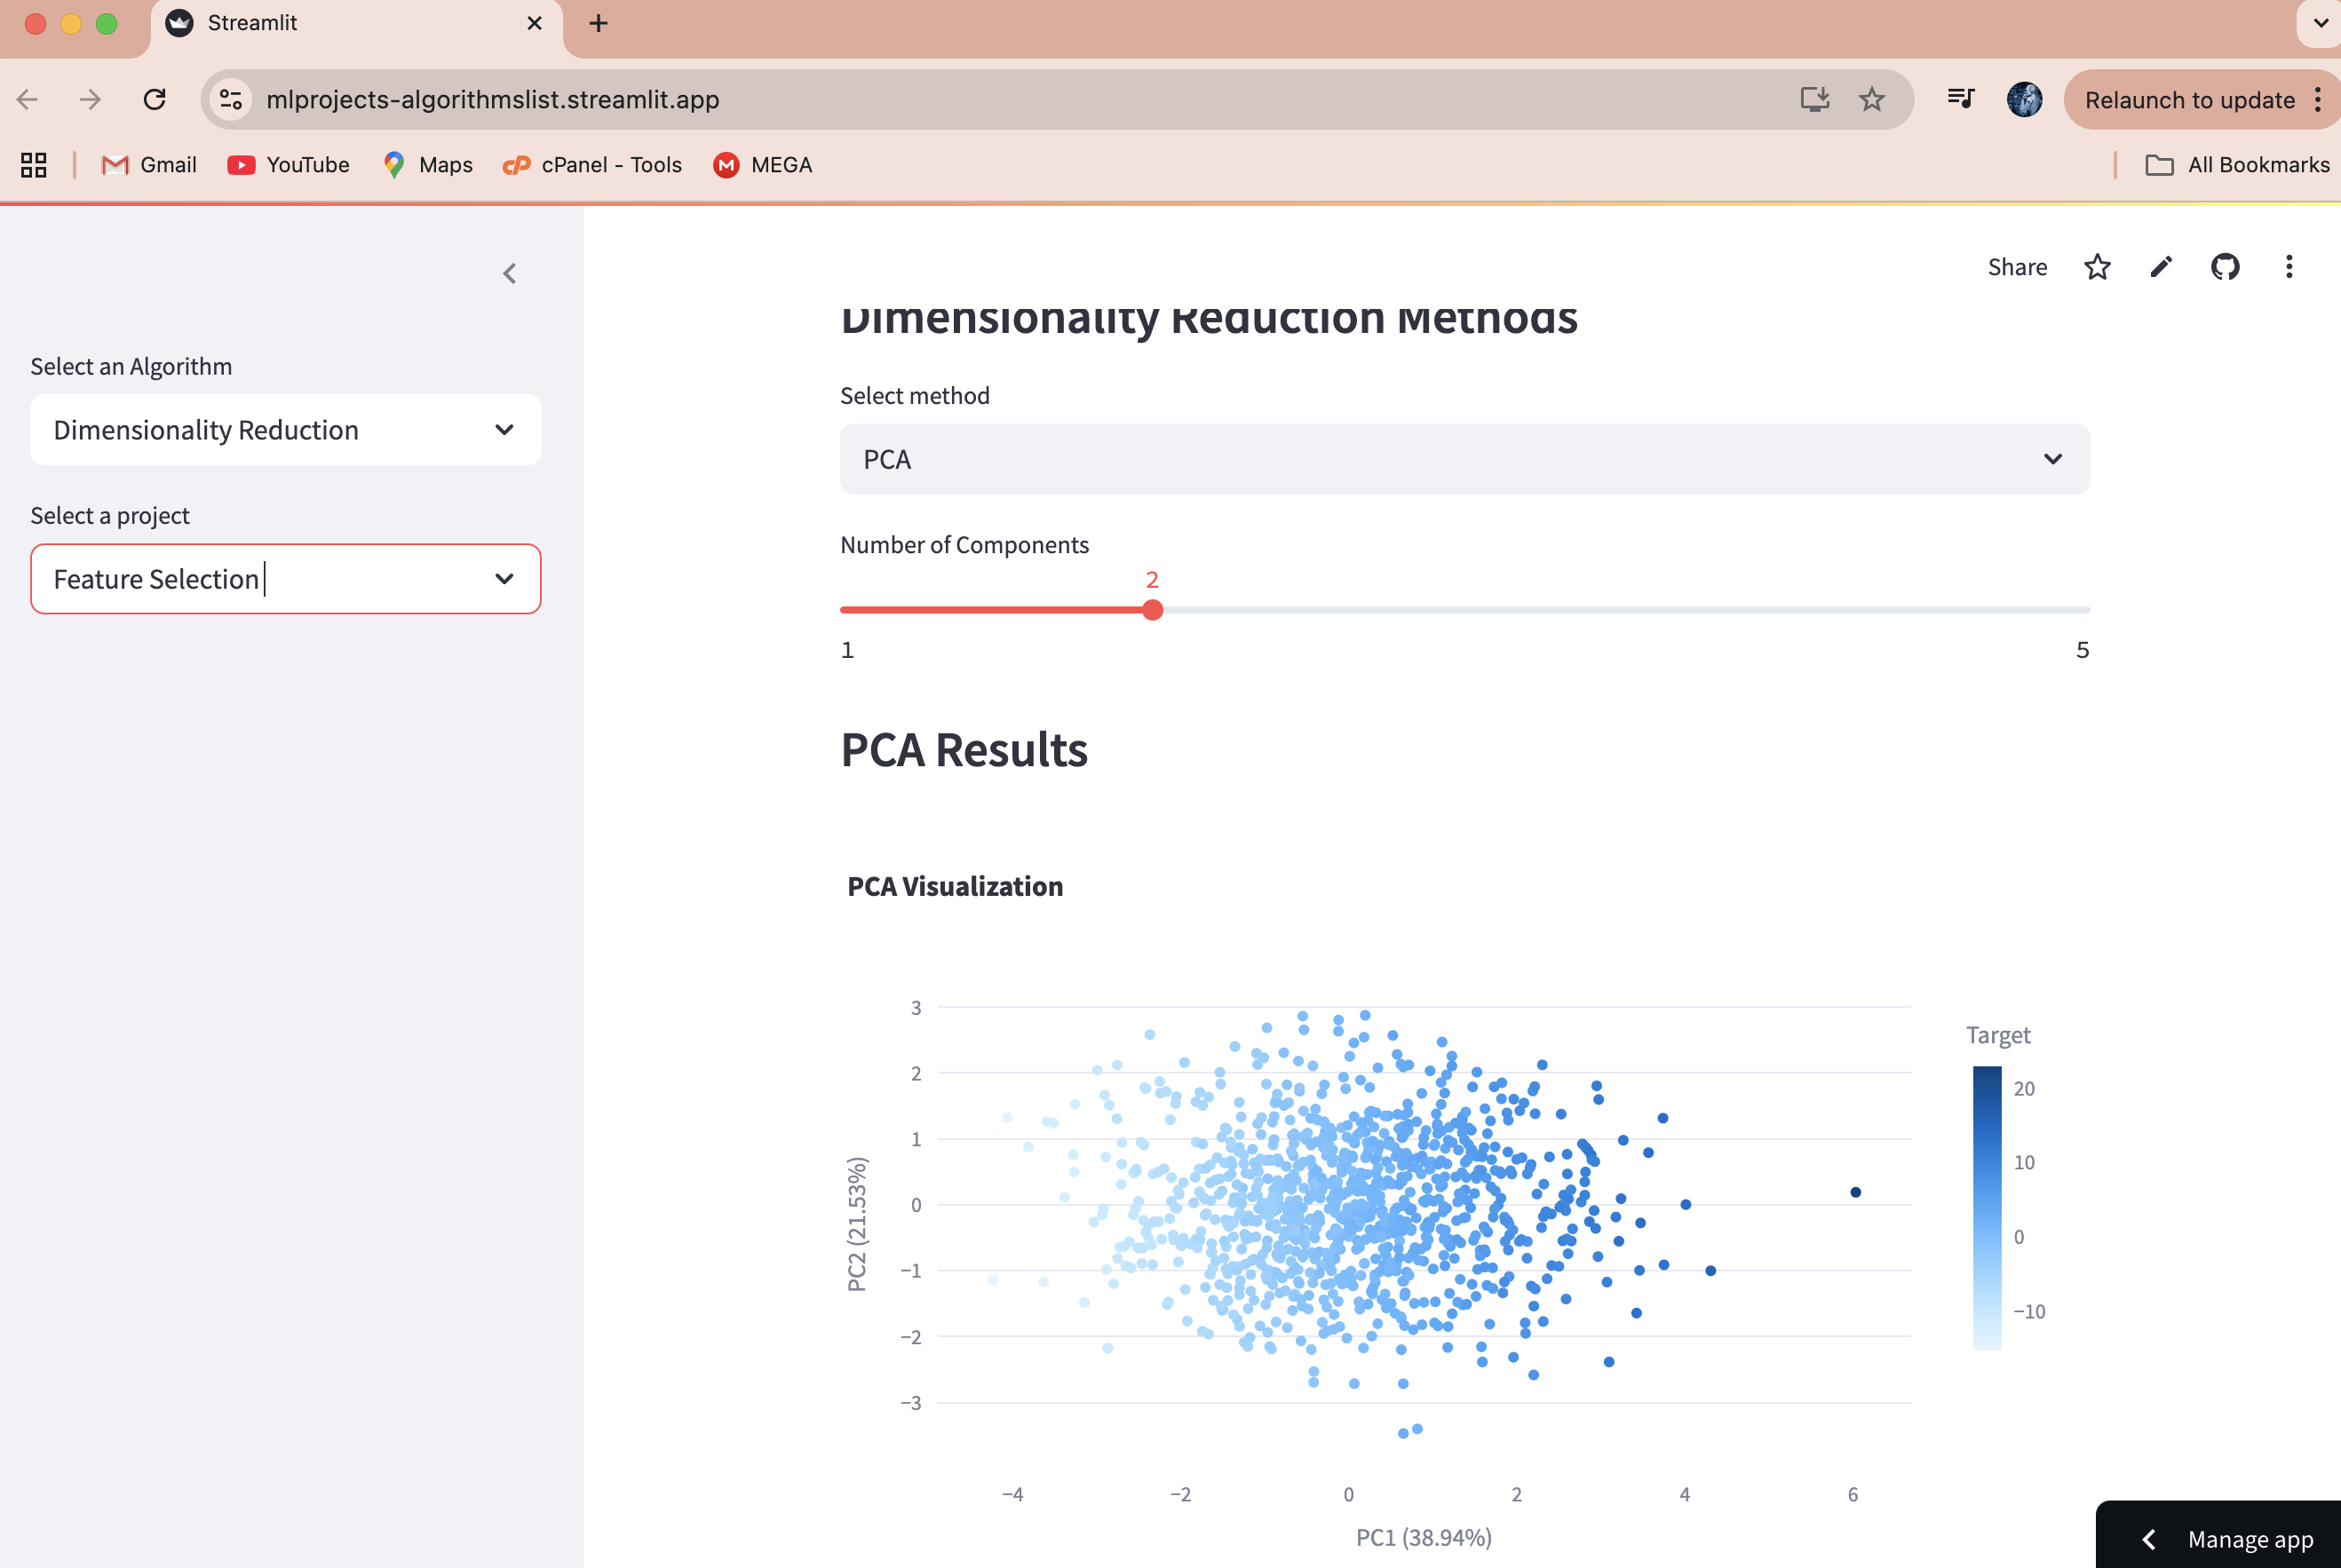 Streamlit
mlprojects-algorithmslist.streamlit.app
Relaunch to update
Gmail
YouTube
Maps
cPanel - Tools
MEGA
All Bookmarks
Share
Select an Algorithm
Dimensionality Reduction
Select a project
Feature Selection
Dimensionality Reduction Methods
Select method
PCA
Number of Components
2
1
5
PCA Results
PCA Visualization
3
2
1
0
−1
−2
−3
PC2 (21.53%)
−4
−2
0
2
4
6
PC1 (38.94%)
Target
20
10
0
−10
Manage app